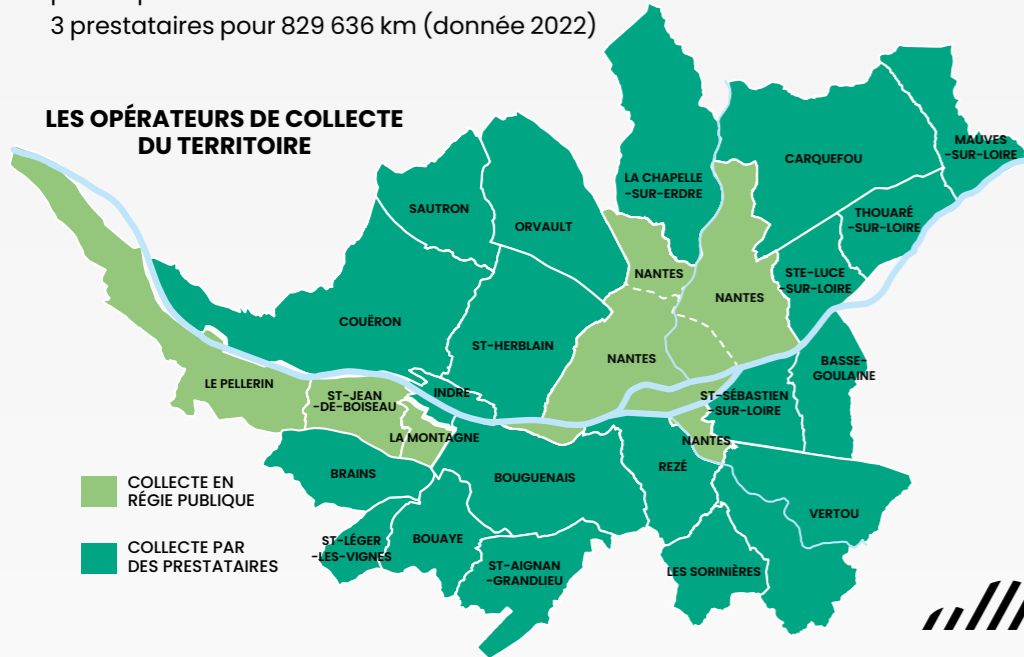 3 prestataires pour 829 636 km (donnée 2022)
LES OPÉRATEURS DE COLLECTE
DU TERRITOIRE
MAUVES
-SUR-LOIRE
CARQUEFOU
LA CHAPELLE
-SUR-ERDRE
SAUTRON
ORVAULT
THOUARÉ
-SUR-LOIRE
NANTES
STE-LUCE
-SUR-LOIRE
NANTES
COUËRON
ST-HERBLAIN
NANTES
BASSE-
GOULAINE
LE PELLERIN
ST-JEAN
-DE-BOISEAU
INDRE
ST-SÉBASTIEN
-SUR-LOIRE
LA MONTAGNE
NANTES
BRAINS
BOUGUENAIS
REZÉ
VERTOU
COLLECTE EN
RÉGIE PUBLIQUE
ST-LÉGER
-LES-VIGNES
BOUAYE
COLLECTE PAR
DES PRESTATAIRES
ST-AIGNAN
-GRANDLIEU
LES SORINIÈRES